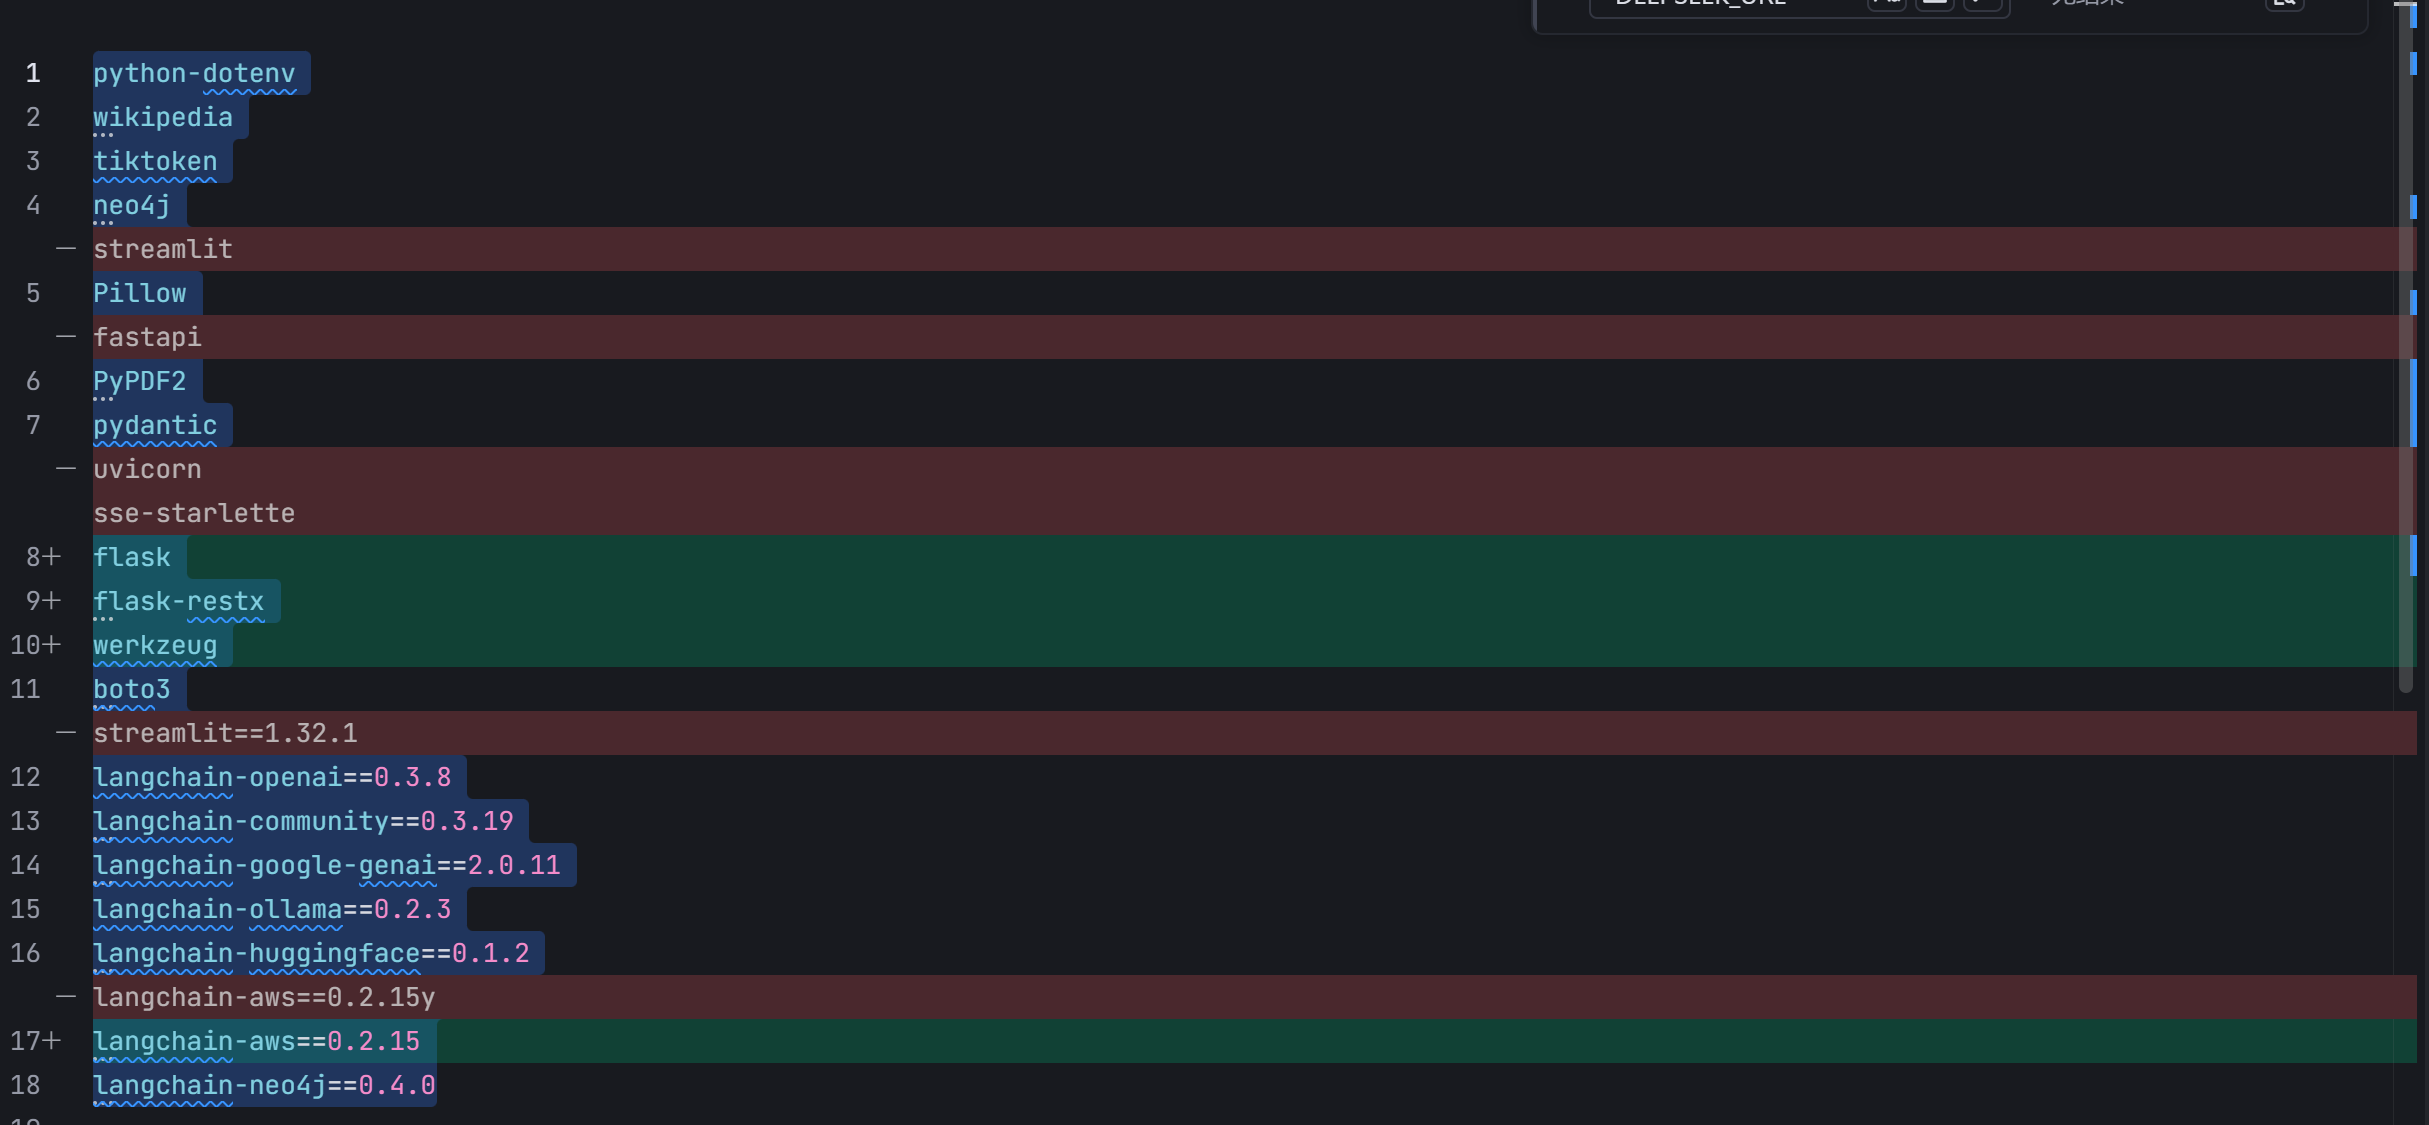 DEEPSEEK_URL
无结果
1 python-dotenv
2 wikipedia
3 tiktoken
4 neo4j
— streamlit
5 Pillow
— fastapi
6 PyPDF2
7 pydantic
— uvicorn
sse-starlette
8+ flask
9+ flask-restx
10+ werkzeug
11 boto3
— streamlit==1.32.1
12 langchain-openai==0.3.8
13 langchain-community==0.3.19
14 langchain-google-genai==2.0.11
15 langchain-ollama==0.2.3
16 langchain-huggingface==0.1.2
— langchain-aws==0.2.15y
17+ langchain-aws==0.2.15
18 langchain-neo4j==0.4.0